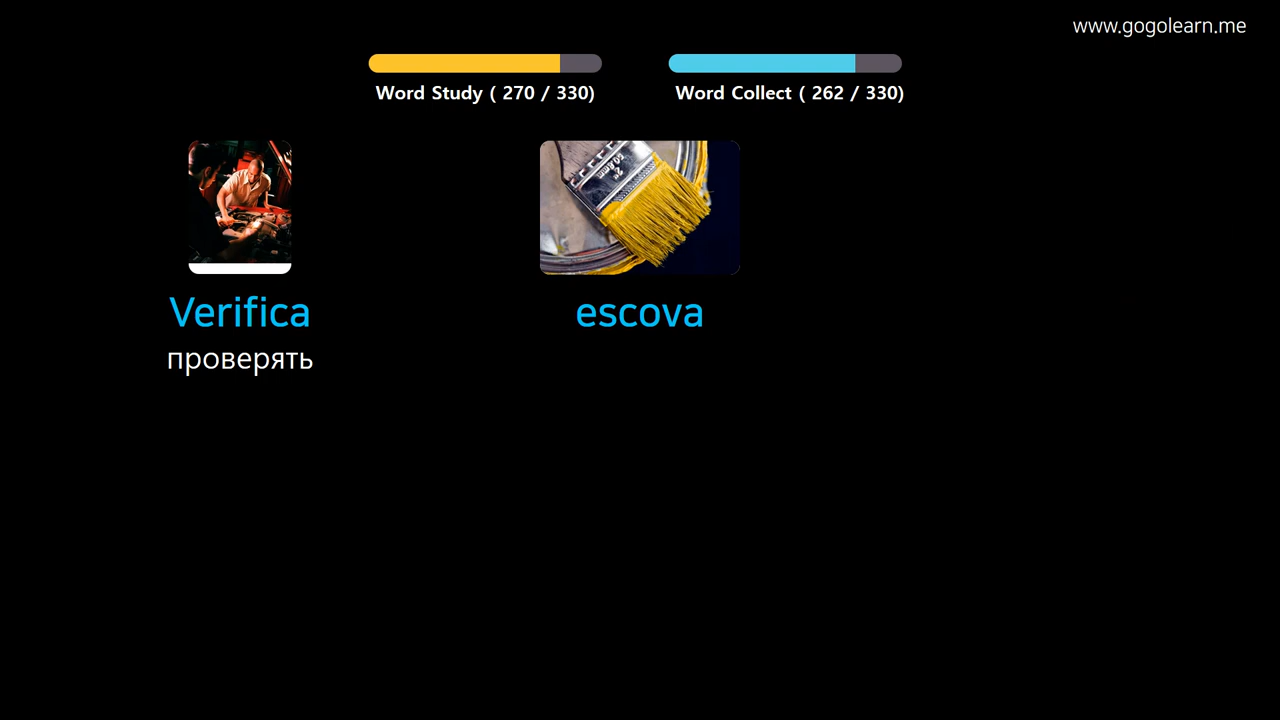 www.gogolearn.me
Word Study ( 270 / 330)
Word Collect ( 262 / 330)
Verifica
проверять
escova